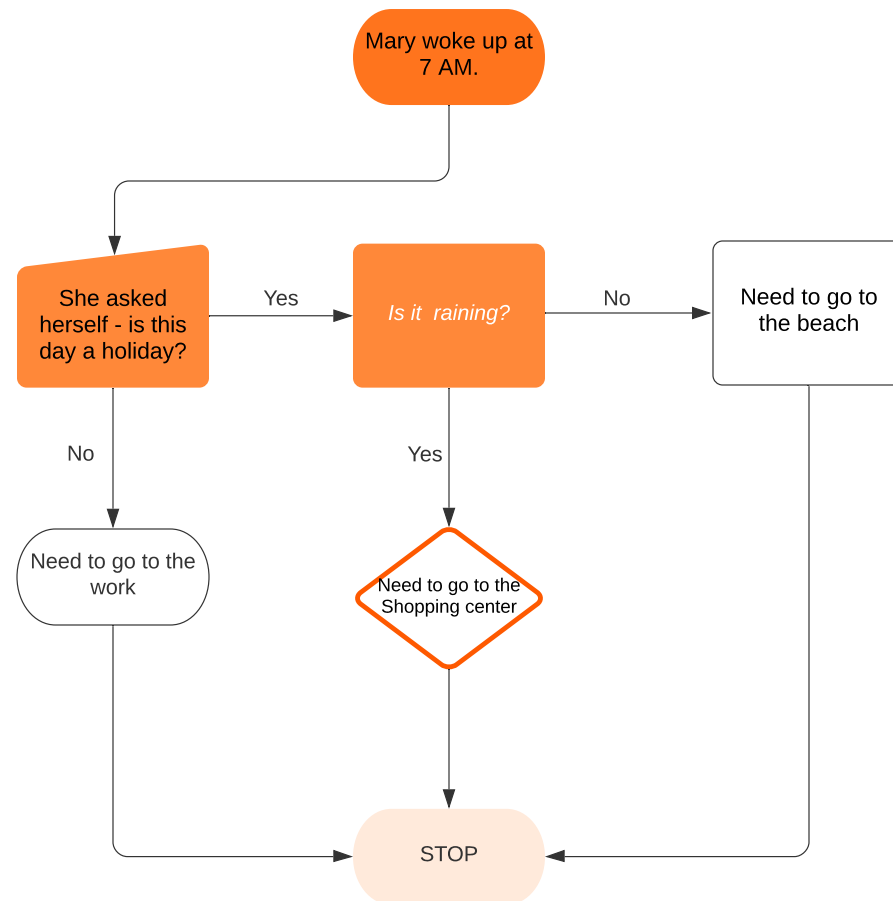 Mary woke up at
7 AM.
She asked
herself - is this
day a holiday?
Yes
Is it  raining?
No
Need to go to
the beach
No
Yes
Need to go to the
work
Need to go to the
Shopping center
STOP